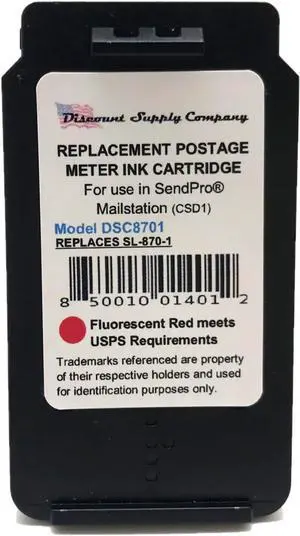 Discount Supply Company
REPLACEMENT POSTAGE
METER INK CARTRIDGE
For use in SendPro®
Mailstation (CSD1)
Model DSC8701
REPLACES SL-870-1
8 50010 01401 2
Fluorescent Red meets
USPS Requirements
Trademarks referenced are property
of their respective holders and used
for identification purposes only.